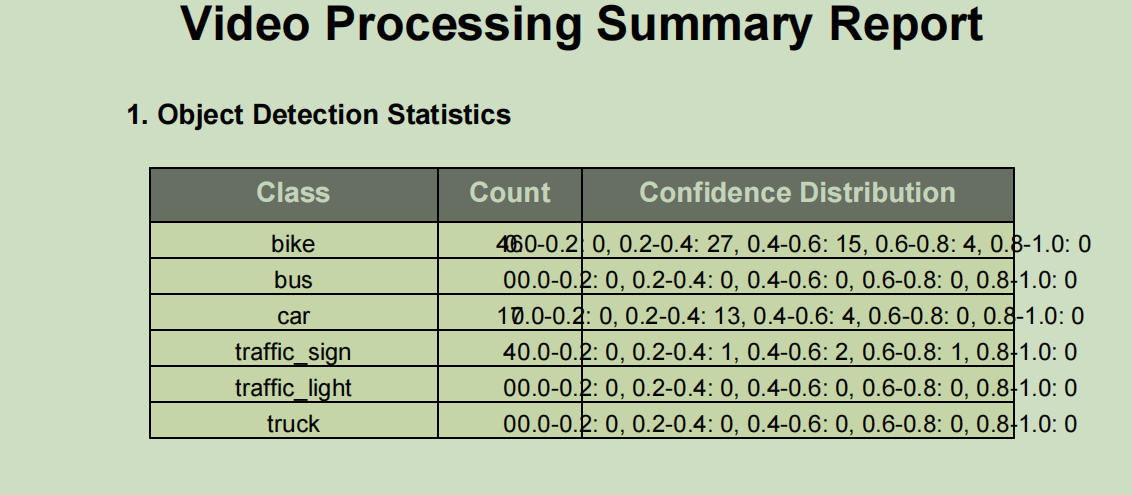 Video Processing Summary Report
1. Object Detection Statistics
Class Count Confidence Distribution
bike 46 0.0-0.2: 0, 0.2-0.4: 27, 0.4-0.6: 15, 0.6-0.8: 4, 0.8-1.0: 0
bus 0 0.0-0.2: 0, 0.2-0.4: 0, 0.4-0.6: 0, 0.6-0.8: 0, 0.8-1.0: 0
car 17 0.0-0.2: 0, 0.2-0.4: 13, 0.4-0.6: 4, 0.6-0.8: 0, 0.8-1.0: 0
traffic_sign 4 0.0-0.2: 0, 0.2-0.4: 1, 0.4-0.6: 2, 0.6-0.8: 1, 0.8-1.0: 0
traffic_light 0 0.0-0.2: 0, 0.2-0.4: 0, 0.4-0.6: 0, 0.6-0.8: 0, 0.8-1.0: 0
truck 0 0.0-0.2: 0, 0.2-0.4: 0, 0.4-0.6: 0, 0.6-0.8: 0, 0.8-1.0: 0